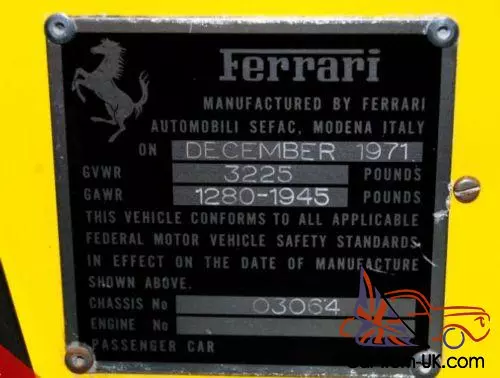 Ferrari
MANUFACTURED BY FERRARI
AUTOMOBILI SEFAC, MODENA ITALY
ON DECEMBER 1971
GVWR 3225 POUNDS
GAWR 1280-1945 POUNDS
THIS VEHICLE CONFORMS TO ALL APPLICABLE
FEDERAL MOTOR VEHICLE SAFETY STANDARDS
IN EFFECT ON THE DATE OF MANUFACTURE
SHOWN ABOVE.
CHASSIS No 03064
ENGINE No
PASSENGER CAR